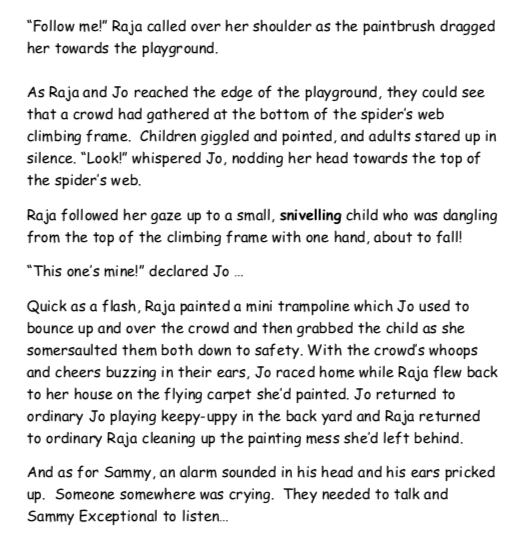 “Follow me!” Raja called over her shoulder as the paintbrush dragged
her towards the playground.
As Raja and Jo reached the edge of the playground, they could see
that a crowd had gathered at the bottom of the spider’s web
climbing frame.  Children giggled and pointed, and adults stared up in
silence. “Look!” whispered Jo, nodding her head towards the top of
the spider’s web.
Raja followed her gaze up to a small, snivelling child who was dangling
from the top of the climbing frame with one hand, about to fall!
“This one’s mine!” declared Jo …
Quick as a flash, Raja painted a mini trampoline which Jo used to
bounce up and over the crowd and then grabbed the child as she
somersaulted them both down to safety. With the crowd’s whoops
and cheers buzzing in their ears, Jo raced home while Raja flew back
to her house on the flying carpet she’d painted. Jo returned to
ordinary Jo playing keepy-uppy in the back yard and Raja returned
to ordinary Raja cleaning up the painting mess she’d left behind.
And as for Sammy, an alarm sounded in his head and his ears pricked
up.  Someone somewhere was crying.  They needed to talk and
Sammy Exceptional to listen…